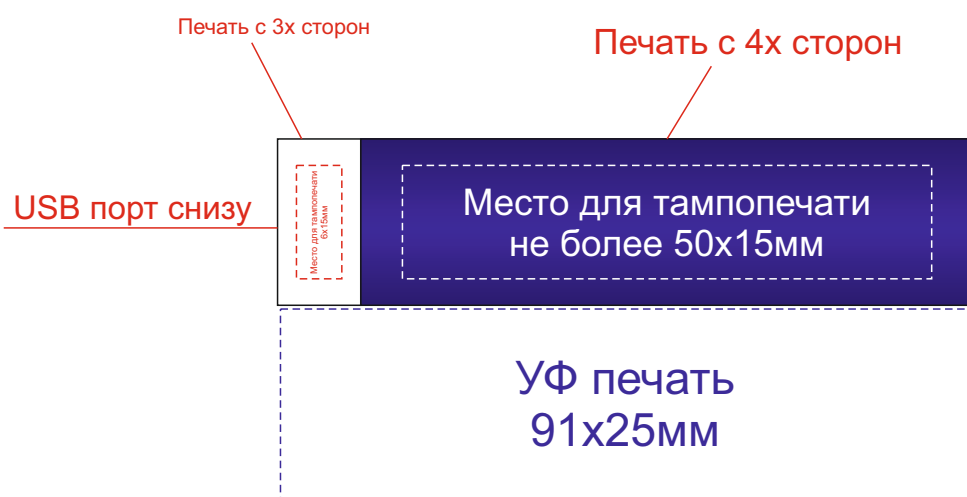 Печать с 3х сторон
Печать с 4х сторон
USB порт снизу
Место для тампопечати
6х15мм
Место для тампопечати
не более 50х15мм
УФ печать
91х25мм